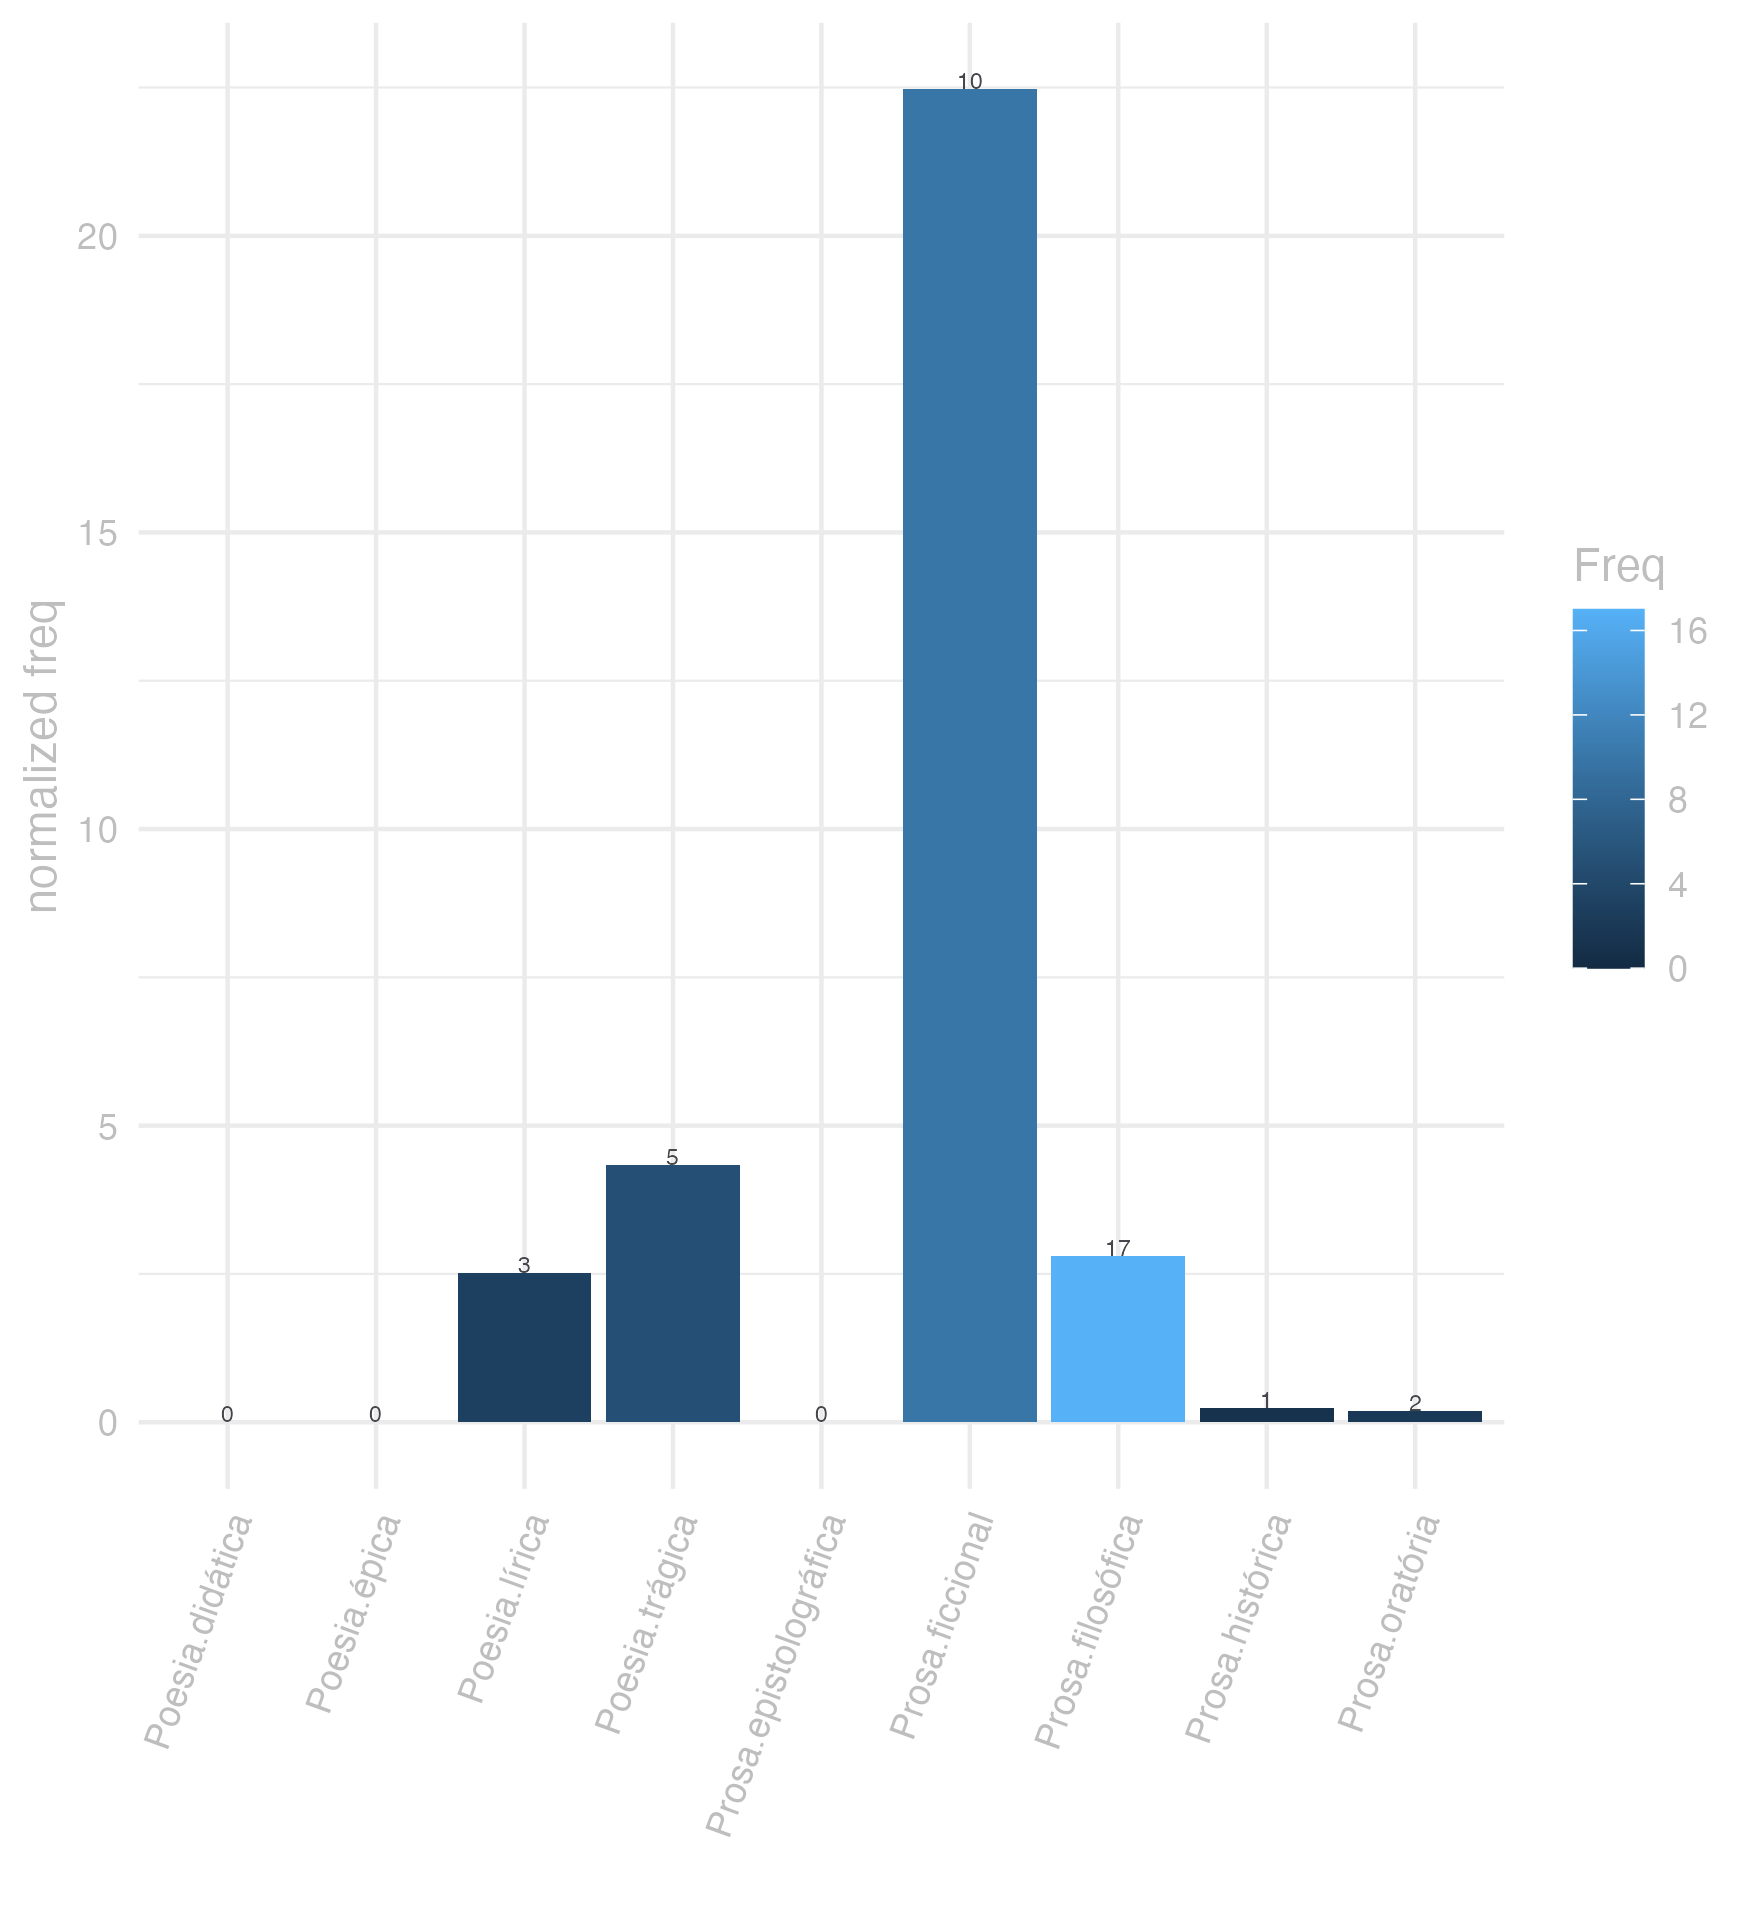 normalized freq
20
15
10
5
0
0
0
3
5
0
10
17
1
2
Poesia.didática
Poesia.épica
Poesia.lírica
Poesia.trágica
Prosa.epistolográfica
Prosa.ficcional
Prosa.filosófica
Prosa.histórica
Prosa.oratória
Freq
16
12
8
4
0